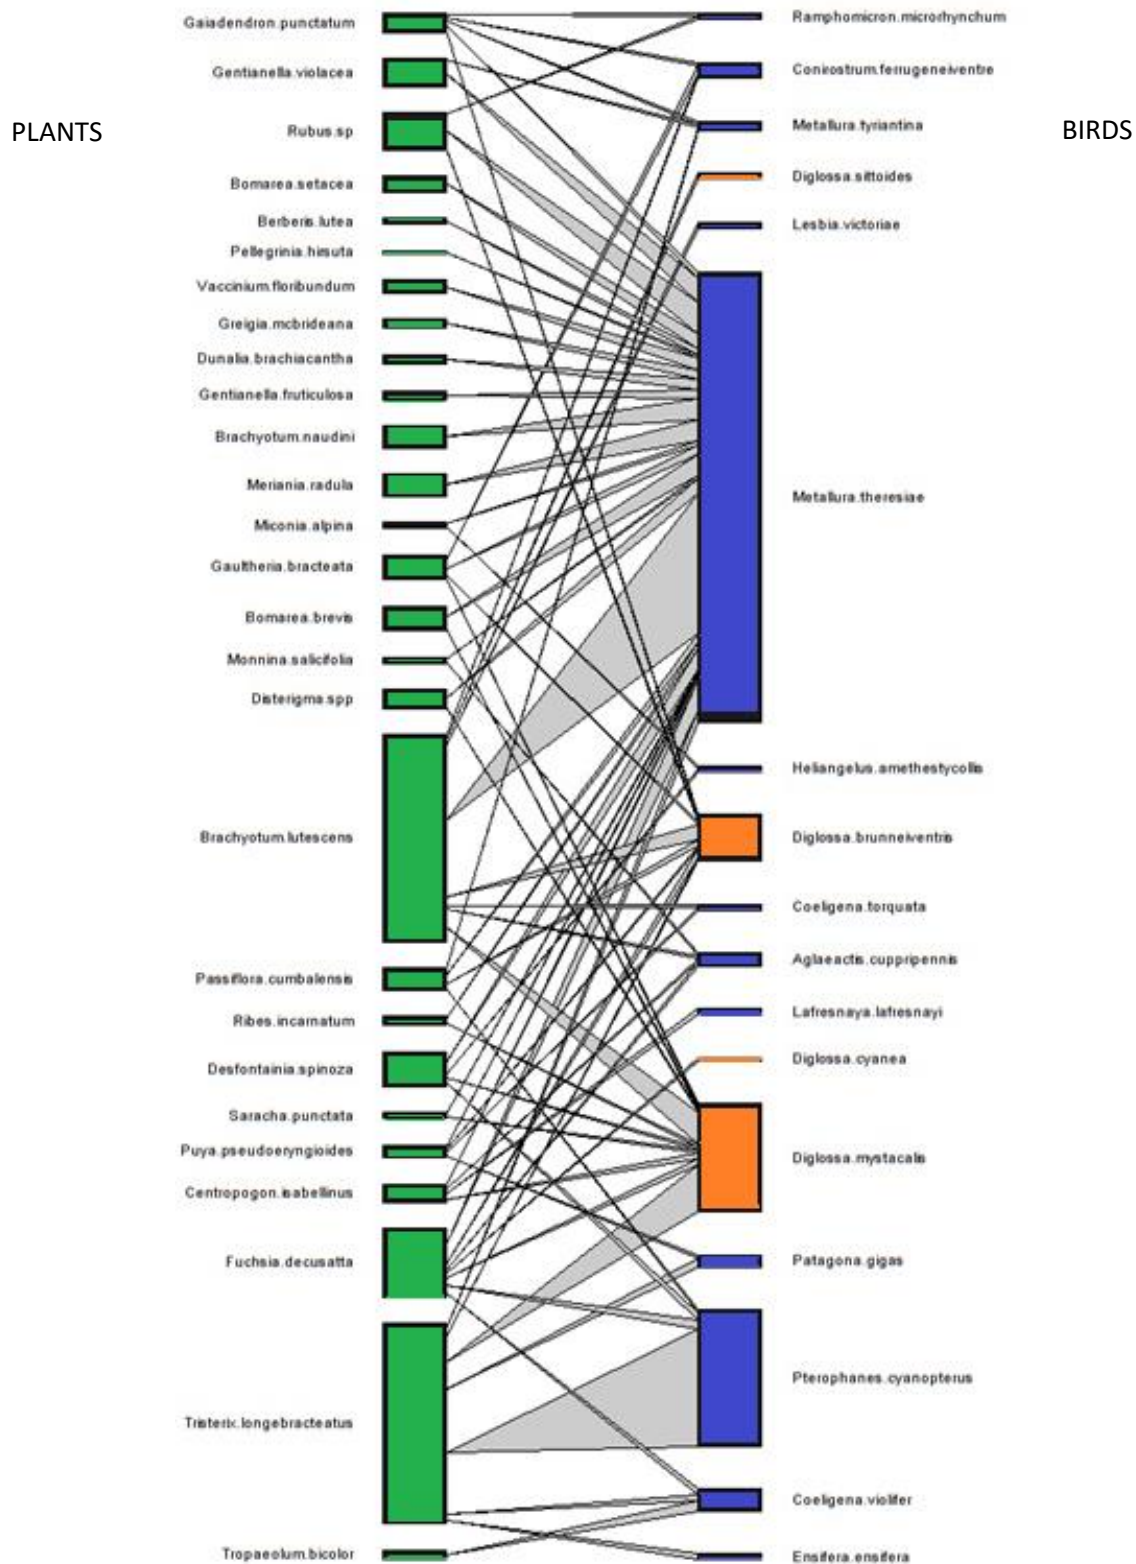 PLANTS
BIRDS
Gaiadendron.punctatum
Gentianella.violacea
Rubus.sp
Bomarea.setacea
Berberis.lutea
Pellegrinia.hirsuta
Vaccinium.floribundum
Greigia.mcbrideana
Dunalia.brachiacantha
Gentianella.fruticulosa
Brachyotum.naudini
Meriania.radula
Miconia.alpina
Gaultheria.bracteata
Bomarea.brevis
Monnina.salicifolia
Disterigma.spp
Brachyotum.lutescens
Passiflora.cumbalensis
Ribes.incarnatum
Desfontainia.spinoza
Saracha.punctata
Puya.pseudoeryngioides
Centropogon.isabellinus
Fuchsia.decusatta
Tristerix.longebracteatus
Tropaeolum.bicolor
Ramphomicron.microrhynchum
Conirostrum.ferrugeneiventre
Metallura.tyriantina
Diglossa.sittoides
Lesbia.victoriae
Metallura.theresiae
Heliangelus.amethestycollis
Diglossa.brunneiventris
Coeligena.torquata
Aglaeactis.cuppripennis
Lafresnaya.lafresnayi
Diglossa.cyanea
Diglossa.mystacalis
Patagona.gigas
Pterophanes.cyanopterus
Coeligena.violifer
Ensifera.ensifera